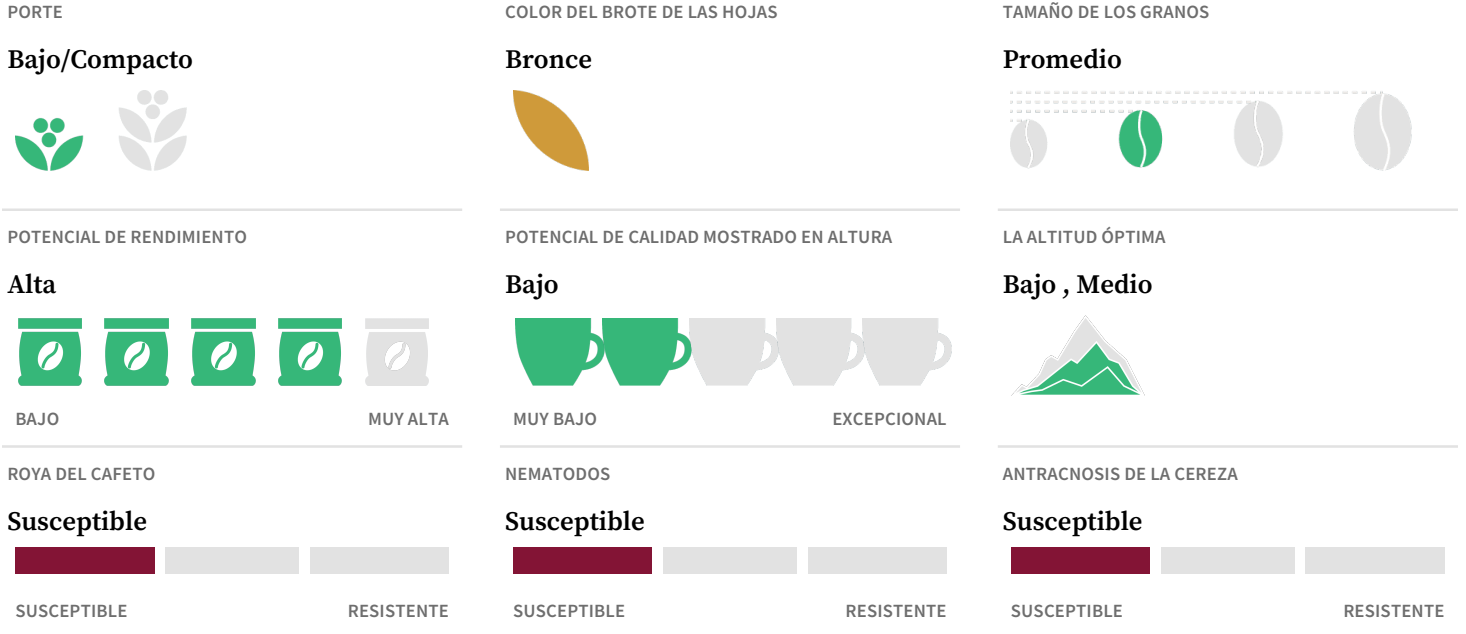 PORTE
Bajo/Compacto
COLOR DEL BROTE DE LAS HOJAS
Bronce
TAMAÑO DE LOS GRANOS
Promedio
POTENCIAL DE RENDIMIENTO
Alta
BAJO
MUY ALTA
POTENCIAL DE CALIDAD MOSTRADO EN ALTURA
Bajo
MUY BAJO
EXCEPCIONAL
LA ALTITUD ÓPTIMA
Bajo , Medio
ROYA DEL CAFETO
Susceptible
SUSCEPTIBLE
RESISTENTE
NEMATODOS
Susceptible
SUSCEPTIBLE
RESISTENTE
ANTRACNOSIS DE LA CEREZA
Susceptible
SUSCEPTIBLE
RESISTENTE